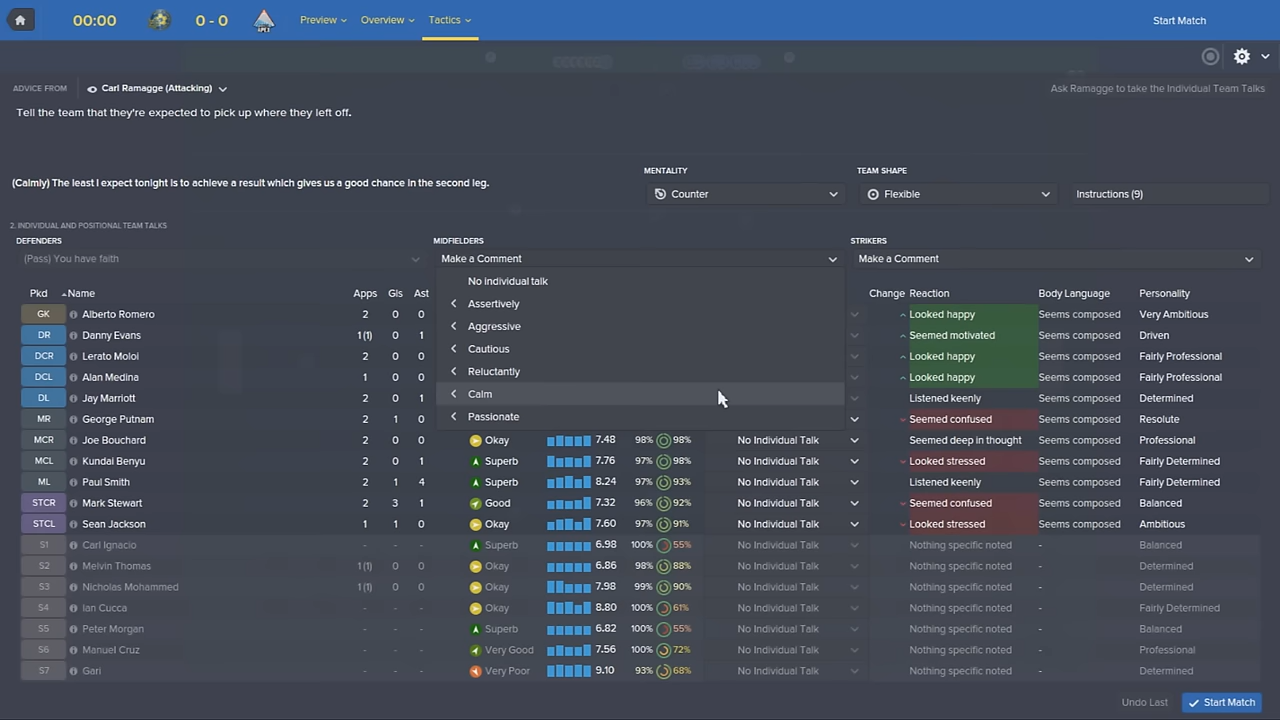 00:00 0 - 0 APES Preview Overview Tactics Start Match
ADVICE FROM Carl Ramagge (Attacking) Ask Ramagge to take the Individual Team Talks
Tell the team that they're expected to pick up where they left off.
MENTALITY TEAM SHAPE
(Calmly) The least I expect tonight is to achieve a result which gives us a good chance in the second leg. Counter Flexible Instructions (9)
2. INDIVIDUAL AND POSITIONAL TEAM TALKS
DEFENDERS MIDFIELDERS STRIKERS
(Pass) You have faith Make a Comment Make a Comment
No individual talk
Assertively
Aggressive
Cautious
Reluctantly
Calm
Passionate
Pkd Name Apps Gls Ast Change Reaction Body Language Personality
GK Alberto Romero 2 0 0 Looked happy Seems composed Very Ambitious
DR Danny Evans 1(1) 0 1 Seemed motivated Seems composed Driven
DCR Lerato Moloi 2 0 0 Looked happy Seems composed Fairly Professional
DCL Alan Medina 1 0 0 Looked happy Seems composed Fairly Professional
DL Jay Marriott 2 0 1 Listened keenly Seems composed Determined
MR George Putnam 2 1 0 Seemed confused Seems composed Resolute
MCR Joe Bouchard 2 0 0 Okay 7.48 98% 98% No Individual Talk Seemed deep in thought Seems composed Professional
MCL Kundai Benyu 2 0 1 Superb 7.76 97% 98% No Individual Talk Looked stressed Seems composed Fairly Determined
ML Paul Smith 2 1 4 Superb 8.24 97% 93% No Individual Talk Listened keenly Seems composed Fairly Determined
STCR Mark Stewart 2 3 1 Good 7.32 96% 92% No Individual Talk Seemed confused Seems composed Balanced
STCL Sean Jackson 1 1 0 Okay 7.60 97% 91% No Individual Talk Looked stressed Seems composed Ambitious
S1 Carl Ignacio - - - Superb 6.98 100% 55% No Individual Talk Nothing specific noted - Balanced
S2 Melvin Thomas 1(1) - - Okay 6.86 98% 88% No Individual Talk Nothing specific noted - Determined
S3 Nicholas Mohammed 1(1) - - Okay 7.98 99% 90% No Individual Talk Nothing specific noted - Determined
S4 Ian Cucca - - - Okay 8.80 100% 61% No Individual Talk Nothing specific noted - Fairly Determined
S5 Peter Morgan - - - Superb 6.82 100% 55% No Individual Talk Nothing specific noted - Balanced
S6 Manuel Cruz - - - Very Good 7.56 100% 72% No Individual Talk Nothing specific noted - Professional
S7 Gari - - - Very Poor 9.10 93% 68% No Individual Talk Nothing specific noted - Determined
Undo Last Start Match